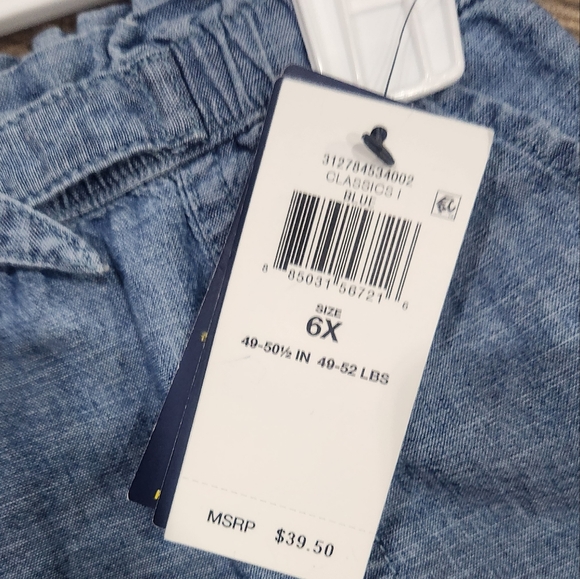 312784534002
CLASSICS I
BLUE
8 85031 56721 6
SIZE
6X
49-50½ IN 49-52 LBS
MSRP $39.50